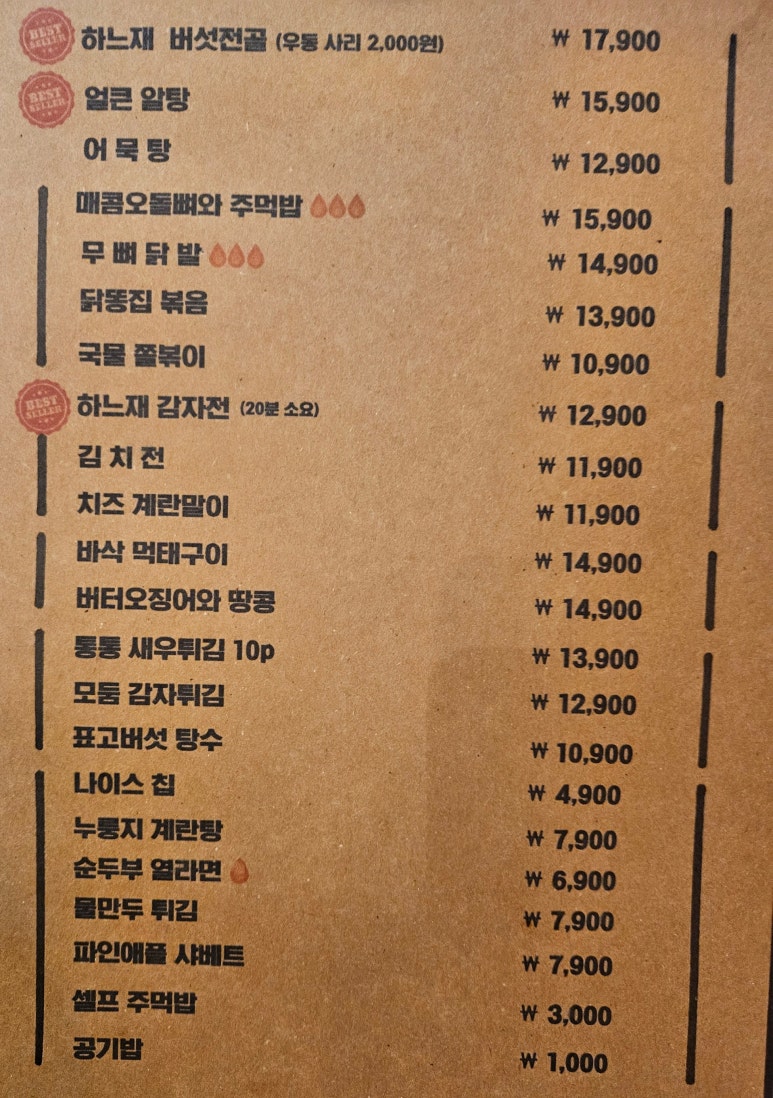 BEST SELLER 하느재 버섯전골 (우동 사리 2,000원) ₩ 17,900
BEST SELLER 얼큰 알탕 ₩ 15,900
어묵탕 ₩ 12,900
매콤오돌뼈와 주먹밥 ₩ 15,900
무뼈닭발 ₩ 14,900
닭똥집 볶음 ₩ 13,900
국물 쫄볶이 ₩ 10,900
BEST SELLER 하느재 감자전 (20분 소요) ₩ 12,900
김치전 ₩ 11,900
치즈 계란말이 ₩ 11,900
바삭 먹태구이 ₩ 14,900
버터오징어와 땅콩 ₩ 14,900
통통 새우튀김 10p ₩ 13,900
모둠 감자튀김 ₩ 12,900
표고버섯 탕수 ₩ 10,900
나이스 칩 ₩ 4,900
누룽지 계란탕 ₩ 7,900
순두부 열라면 ₩ 6,900
물만두 튀김 ₩ 7,900
파인애플 샤베트 ₩ 7,900
셀프 주먹밥 ₩ 3,000
공기밥 ₩ 1,000